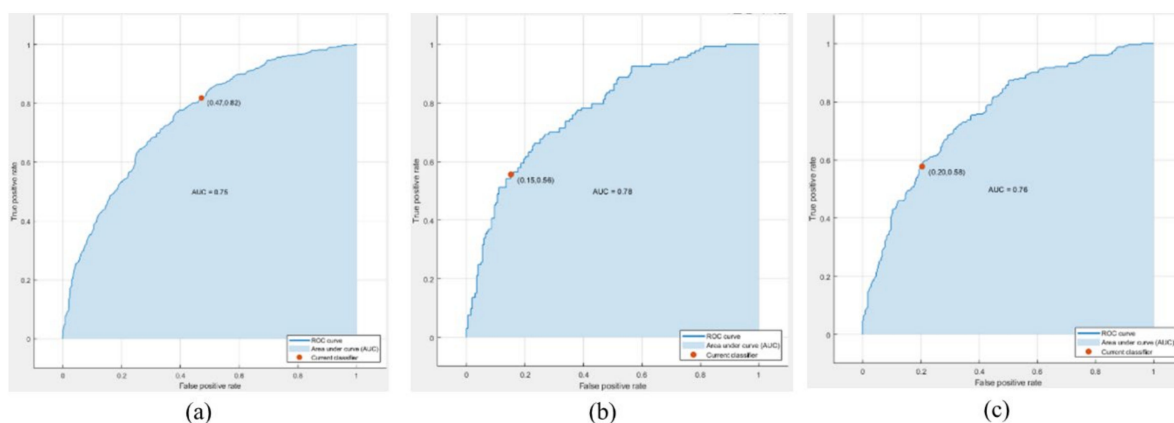 1
0.8
0.6
0.4
0.2
0
True positive rate
(0.47,0.82)
AUC = 0.75
ROC curve
Area under curve (AUC)
Current classifier
0 0.2 0.4 0.6 0.8 1
False positive rate
(a)
1
0.8
0.6
0.4
0.2
0
True positive rate
(0.15,0.56)
AUC = 0.78
ROC curve
Area under curve (AUC)
Current classifier
0 0.2 0.4 0.6 0.8 1
False positive rate
(b)
1
0.8
0.6
0.4
0.2
0
True positive rate
(0.20,0.58)
AUC = 0.76
ROC curve
Area under curve (AUC)
Current classifier
0 0.2 0.4 0.6 0.8 1
False positive rate
(c)